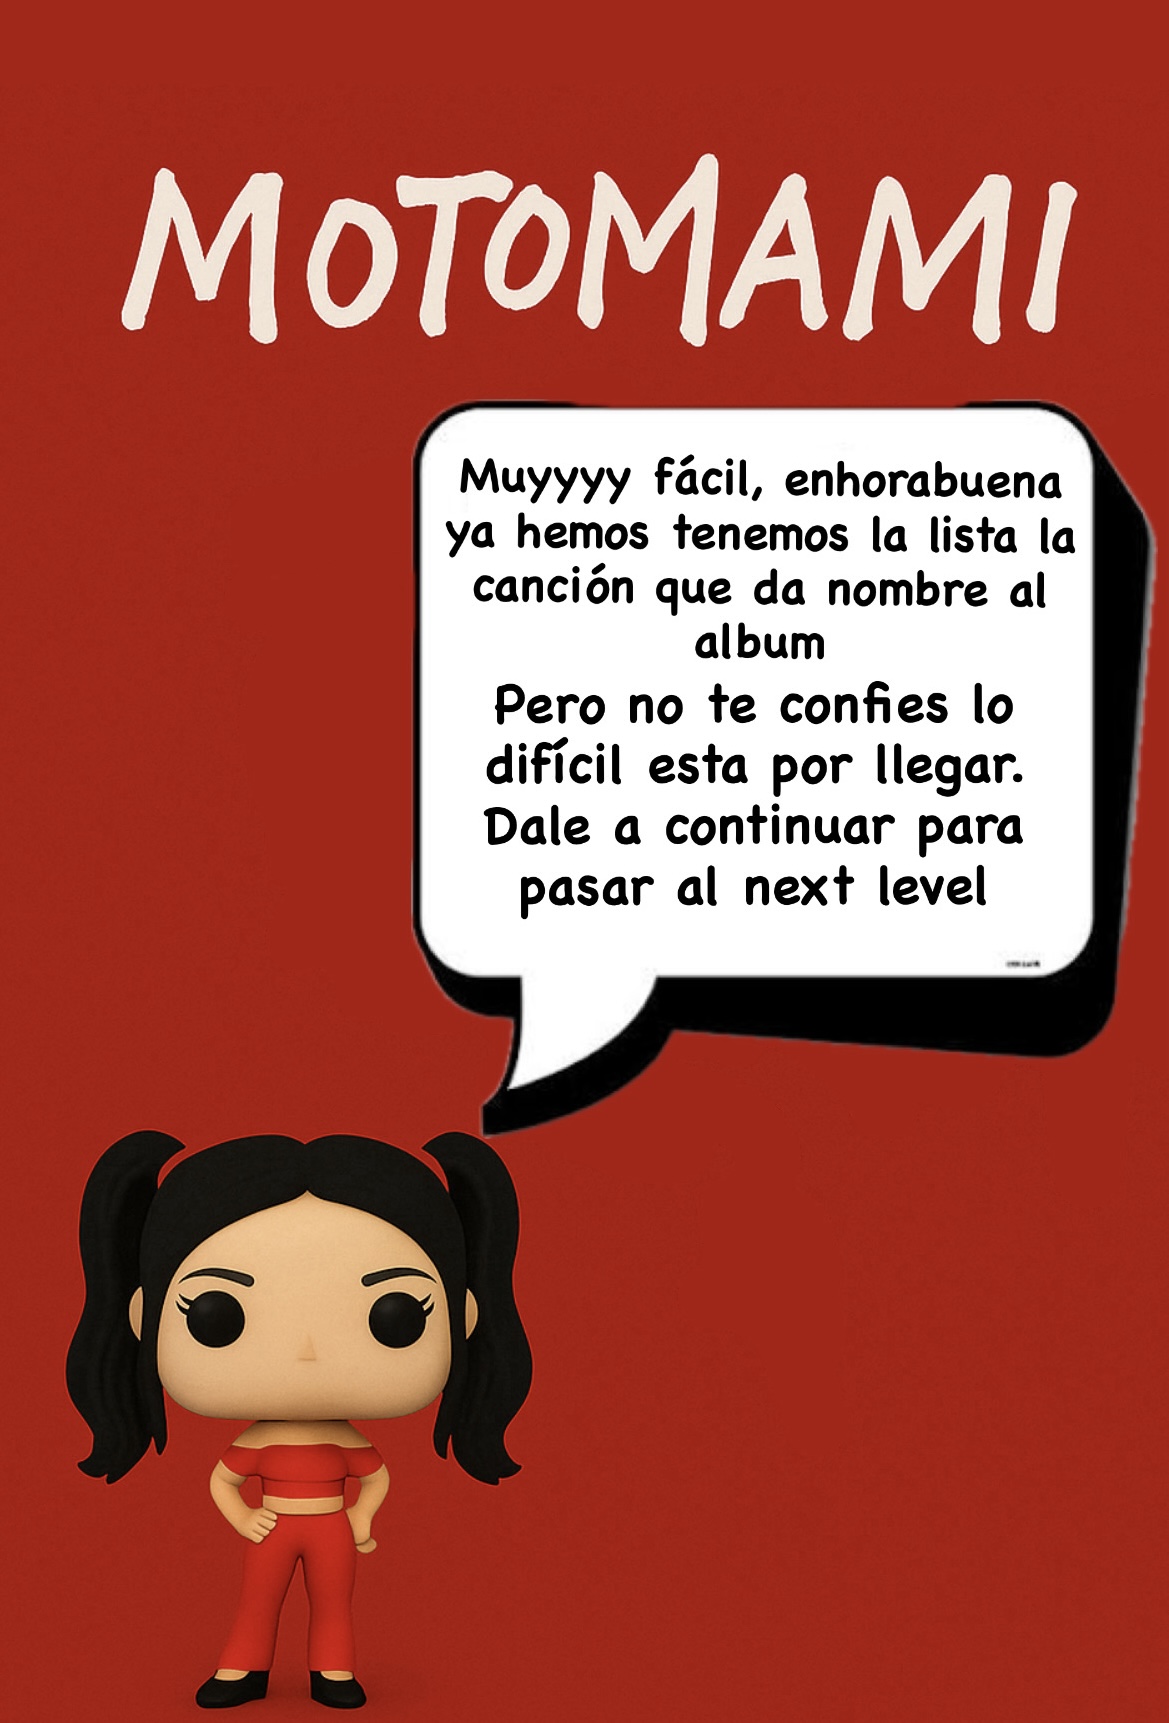 MOTOMAMI
Muyyyy fácil, enhorabuena
ya hemos tenemos la lista la
canción que da nombre al
album
Pero no te confies lo
difícil esta por llegar.
Dale a continuar para
pasar al next level